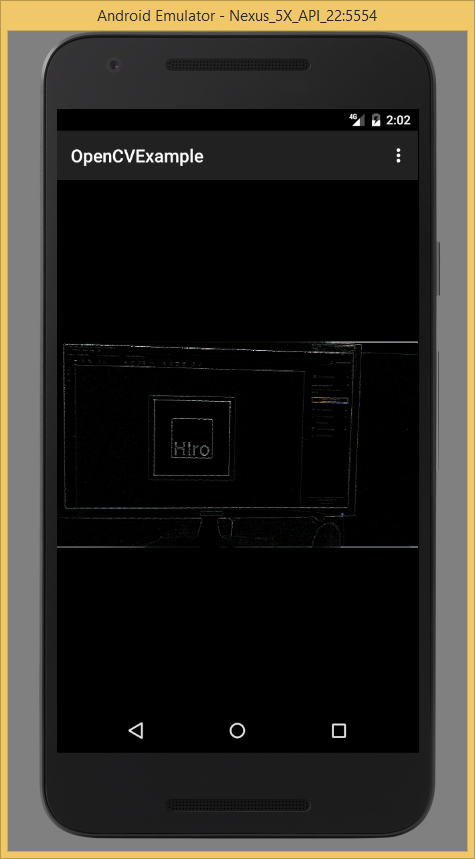 Android Emulator - Nexus_5X_API_22:5554
4G 2:02
OpenCVExample
HIro